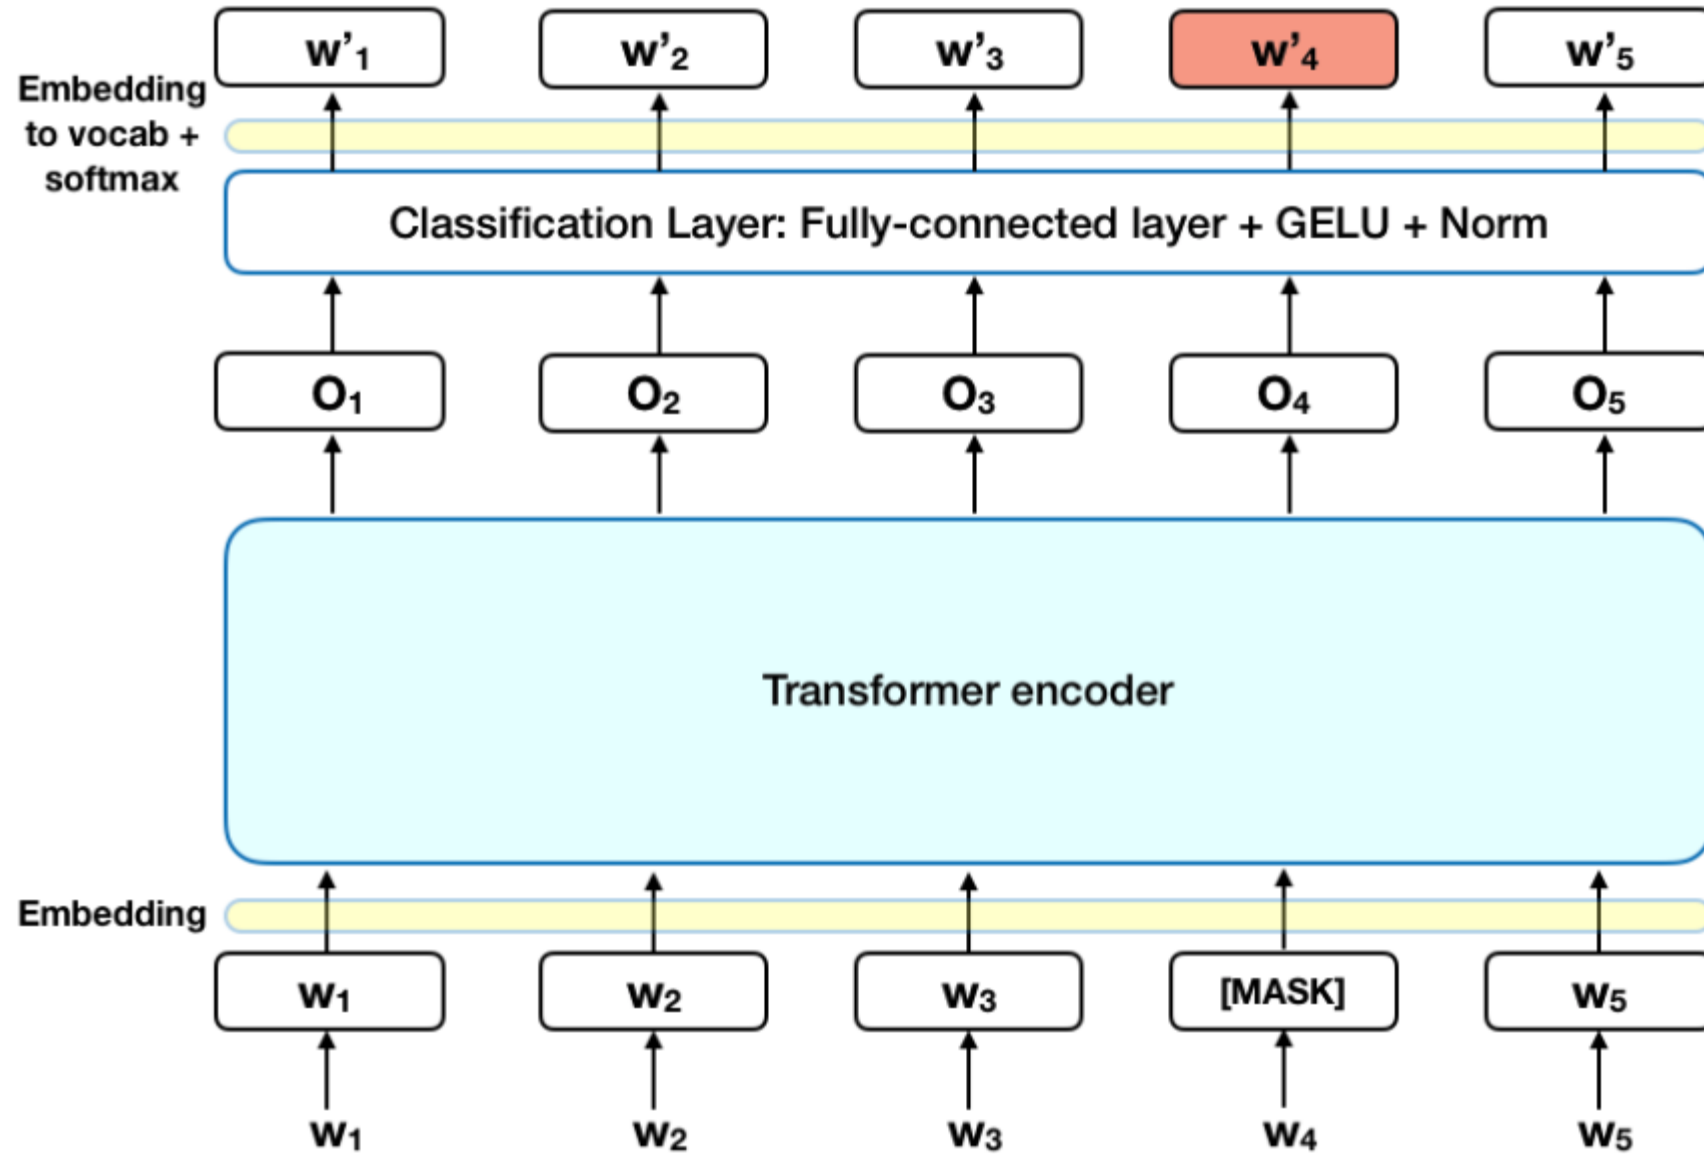 w’₁ w’₂ w’₃ w’₄ w’₅
Embedding
to vocab +
softmax
Classification Layer: Fully-connected layer + GELU + Norm
O₁ O₂ O₃ O₄ O₅
Transformer encoder
Embedding
w₁ w₂ w₃ [MASK] w₅
w₁ w₂ w₃ w₄ w₅